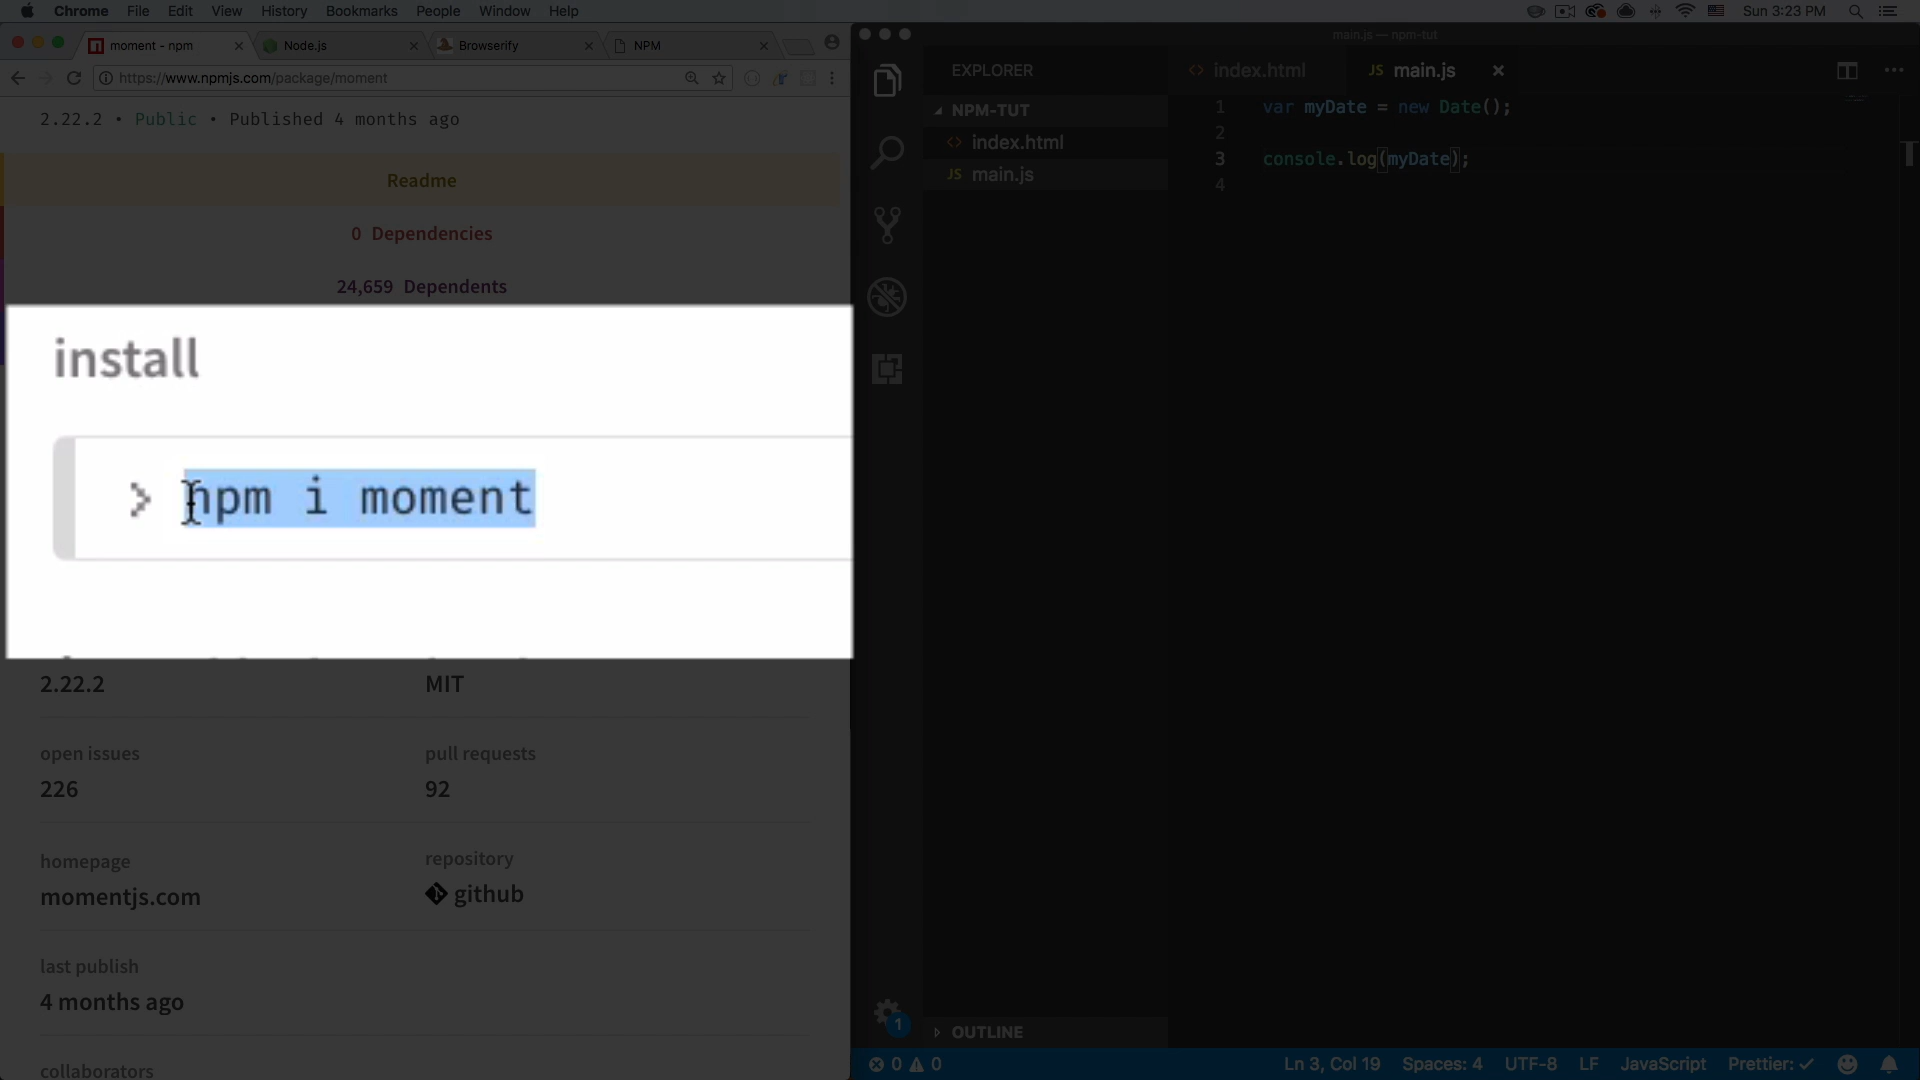 Chrome File Edit View History Bookmarks People Window Help
Sun 3:23 PM
moment - npm
Node.js
Browserify
NPM
https://www.npmjs.com/package/moment
2.22.2 • Public • Published 4 months ago
Readme
0 Dependencies
24,659 Dependents
install
> npm i moment
2.22.2
MIT
open issues
pull requests
226
92
homepage
repository
momentjs.com
github
last publish
4 months ago
collaborators
main.js — npm-tut
EXPLORER
NPM-TUT
index.html
JS main.js
OUTLINE
1
index.html
JS main.js
1 var myDate = new Date();
2
3 console.log(myDate);
4
0 0
Ln 3, Col 19 Spaces: 4 UTF-8 LF JavaScript Prettier: ✓